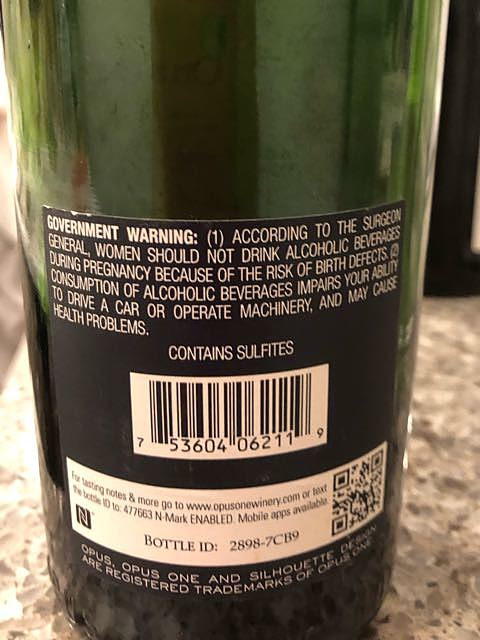 GOVERNMENT WARNING: (1) ACCORDING TO THE SURGEON
GENERAL, WOMEN SHOULD NOT DRINK ALCOHOLIC BEVERAGES
DURING PREGNANCY BECAUSE OF THE RISK OF BIRTH DEFECTS. (2)
CONSUMPTION OF ALCOHOLIC BEVERAGES IMPAIRS YOUR ABILITY
TO DRIVE A CAR OR OPERATE MACHINERY, AND MAY CAUSE
HEALTH PROBLEMS.
CONTAINS SULFITES
7 53604 06211 9
For tasting notes & more go to www.opusonewinery.com or text
the bottle ID to: 477663 N-Mark ENABLED. Mobile apps available.
N
BOTTLE ID: 2898-7CB9
OPUS, OPUS ONE AND SILHOUETTE DESIGN
ARE REGISTERED TRADEMARKS OF OPUS ONE